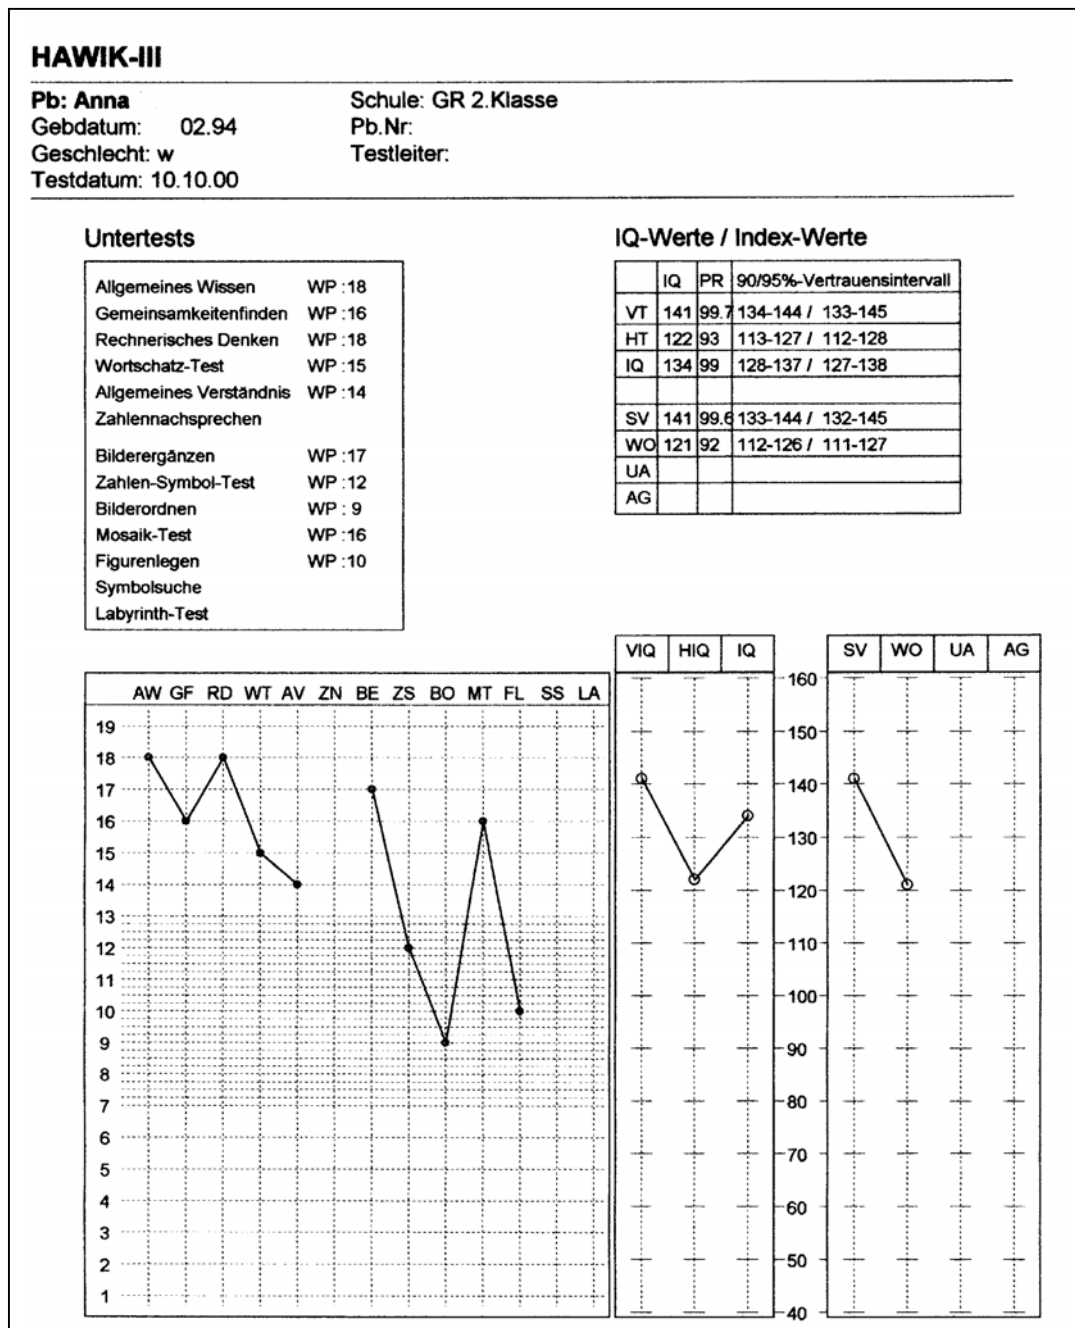 HAWIK-III
Pb: Anna Schule: GR 2.Klasse
Gebdatum: 02.94 Pb.Nr:
Geschlecht: w Testleiter:
Testdatum: 10.10.00
Untertests
Allgemeines Wissen WP :18
Gemeinsamkeitenfinden WP :16
Rechnerisches Denken WP :18
Wortschatz-Test WP :15
Allgemeines Verständnis WP :14
Zahlennachsprechen
Bilderergänzen WP :17
Zahlen-Symbol-Test WP :12
Bilderordnen WP : 9
Mosaik-Test WP :16
Figurenlegen WP :10
Symbolsuche
Labyrinth-Test
IQ-Werte / Index-Werte
IQ PR 90/95%-Vertrauensintervall
VT 141 99.7 134-144 / 133-145
HT 122 93 113-127 / 112-128
IQ 134 99 128-137 / 127-138
SV 141 99.6 133-144 / 132-145
WO 121 92 112-126 / 111-127
UA
AG
AW GF RD WT AV ZN BE ZS BO MT FL SS LA
19
18
17
16
15
14
13
12
11
10
9
8
7
6
5
4
3
2
1
VIQ HIQ IQ SV WO UA AG
160
150
140
130
120
110
100
90
80
70
60
50
40